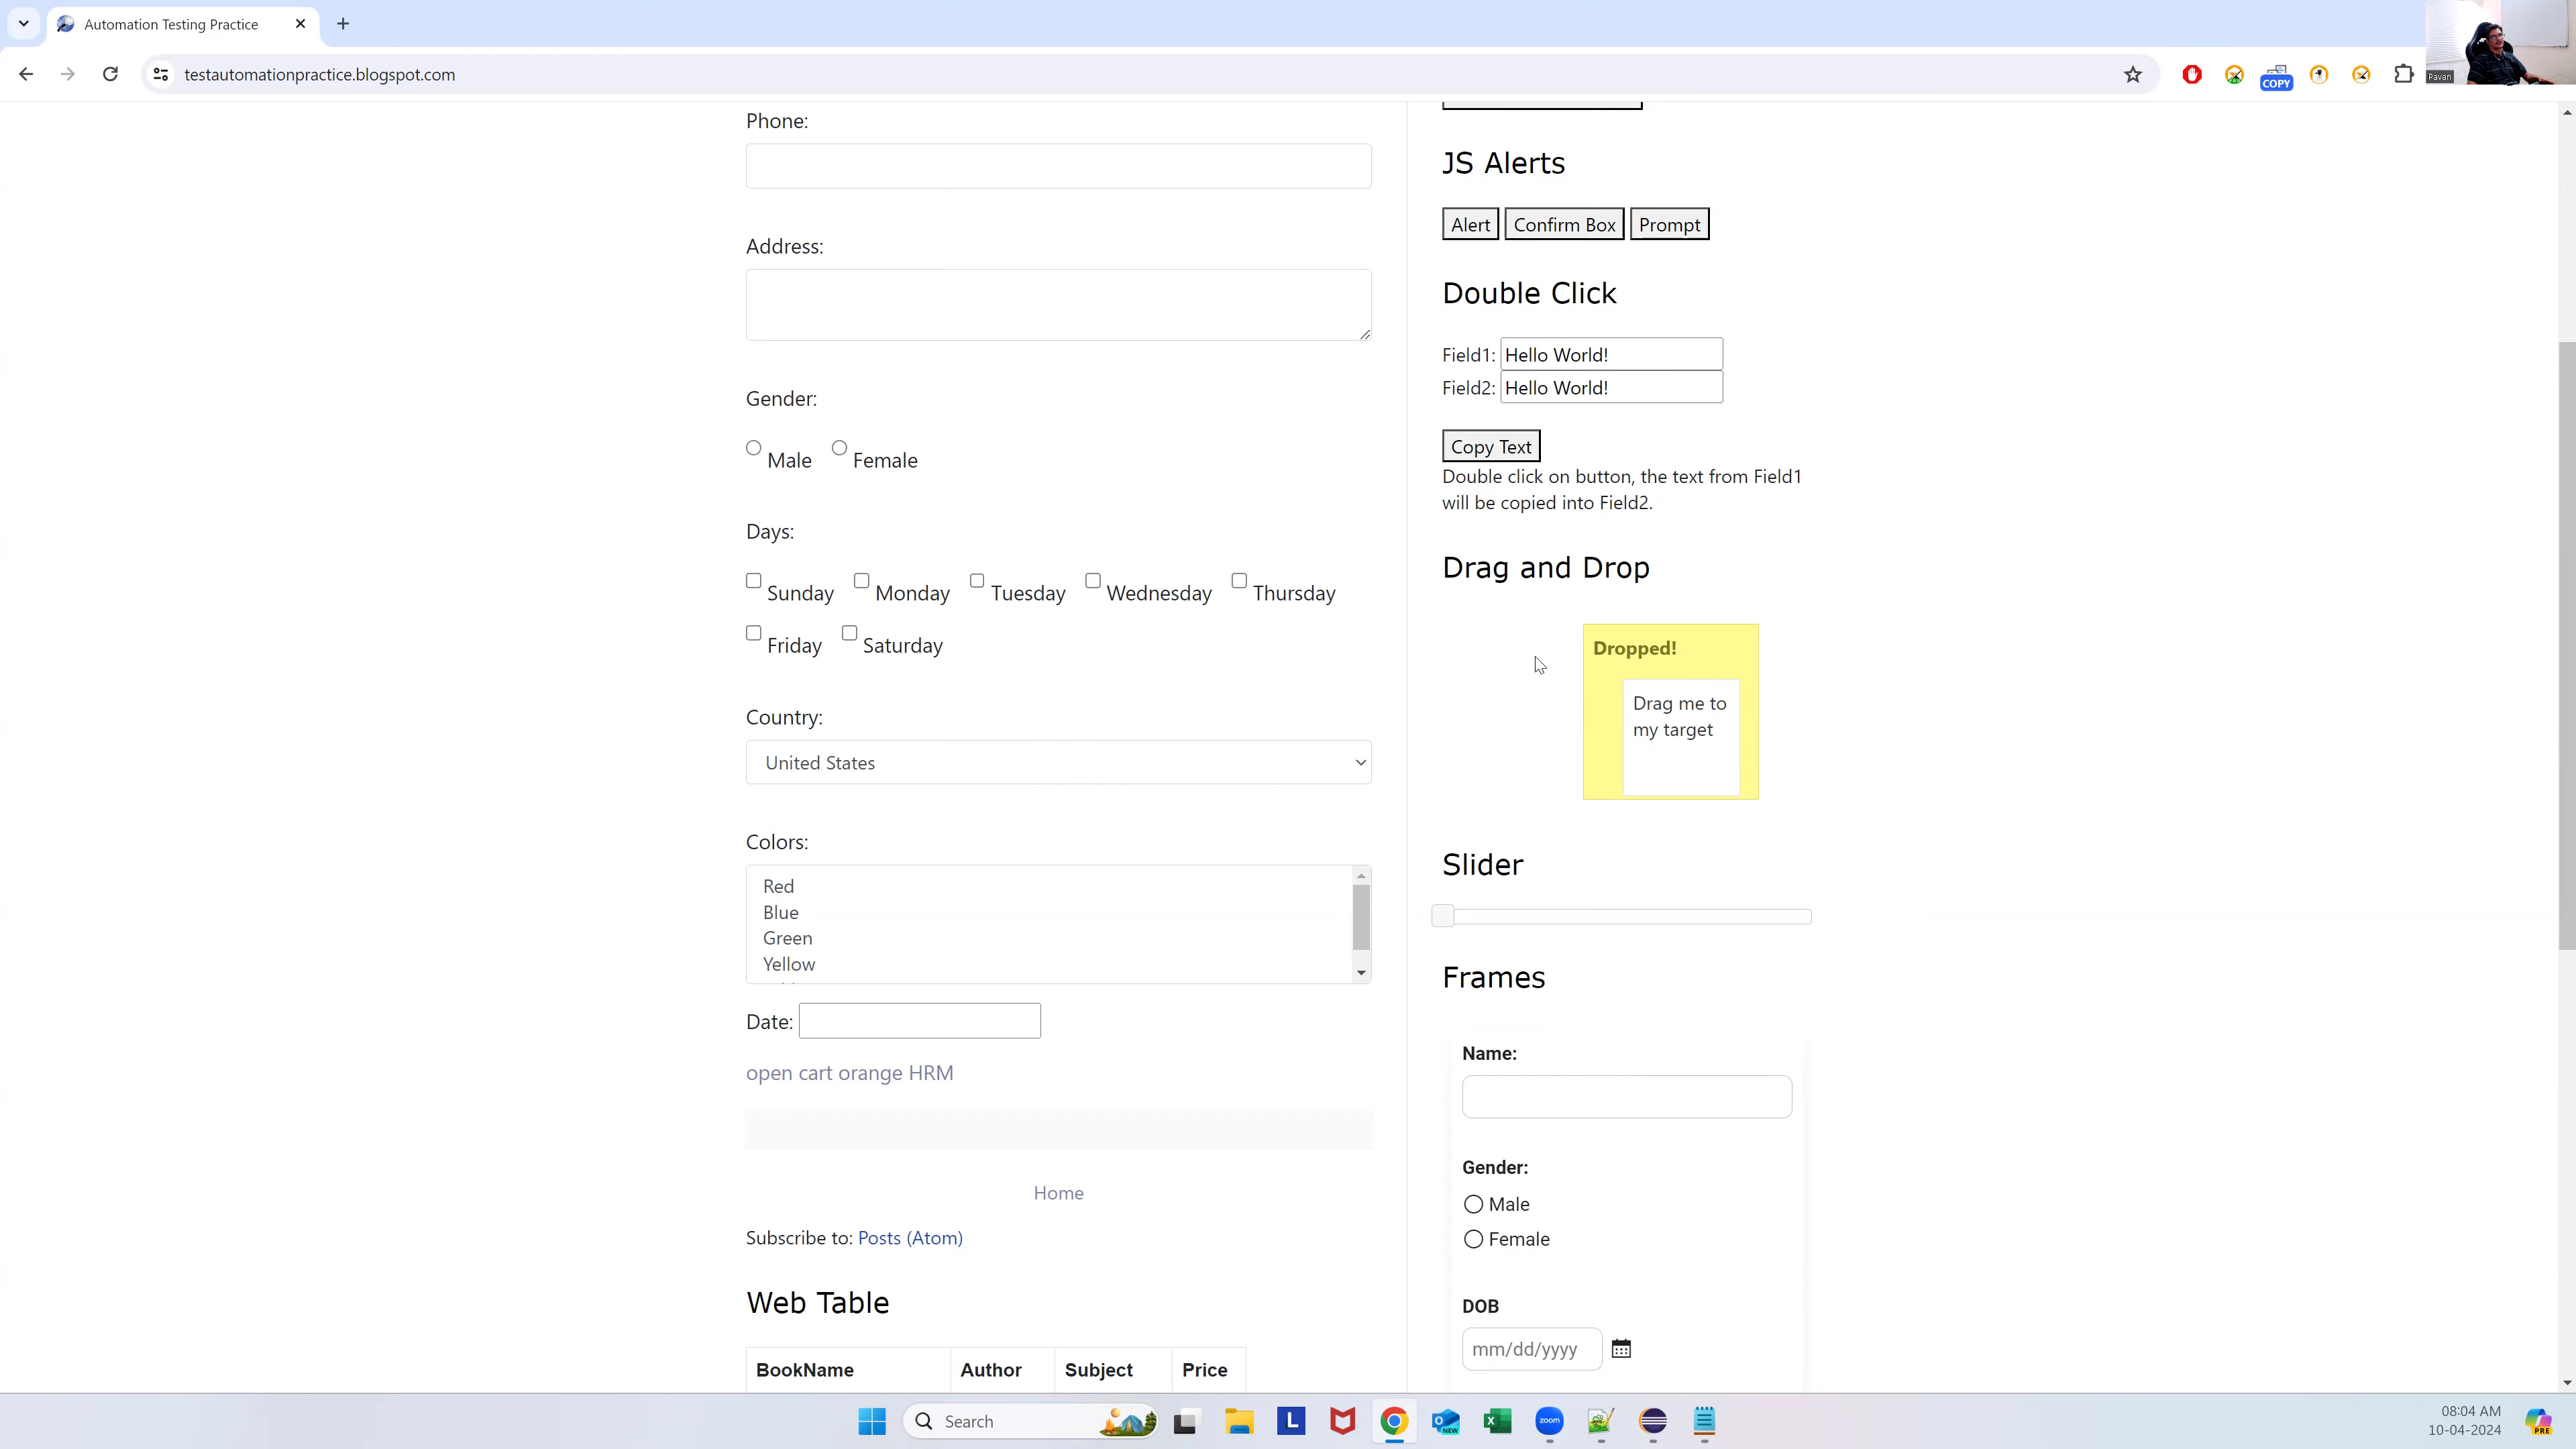 Automation Testing Practice
testautomationpractice.blogspot.com
COPY
Pavan
Phone:
Address:
Gender:
Male Female
Days:
Sunday Monday Tuesday Wednesday Thursday
Friday Saturday
Country:
United States
Colors:
Red
Blue
Green
Yellow
Date:
open cart orange HRM
Home
Subscribe to: Posts (Atom)
Web Table
BookName Author Subject Price
JS Alerts
Alert Confirm Box Prompt
Double Click
Field1: Hello World!
Field2: Hello World!
Copy Text
Double click on button, the text from Field1
will be copied into Field2.
Drag and Drop
Dropped!
Drag me to
my target
Slider
Frames
Name:
Gender:
Male
Female
DOB
mm/dd/yyyy
Search
L
NEW
zoom
08:04 AM
10-04-2024
PRE